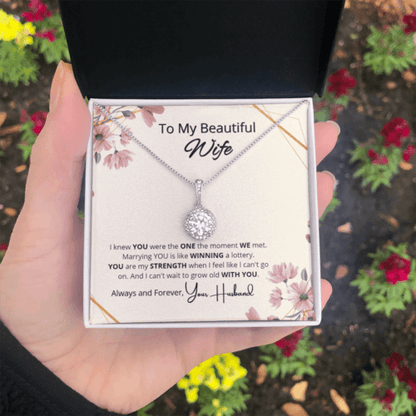 To My Beautiful
Wife
I knew YOU were the ONE the moment WE met.
Marrying YOU is like WINNING a lottery.
YOU are my STRENGTH when I feel like I can't go
on. And I can't wait to grow old WITH YOU.
Always and Forever, Your Husband